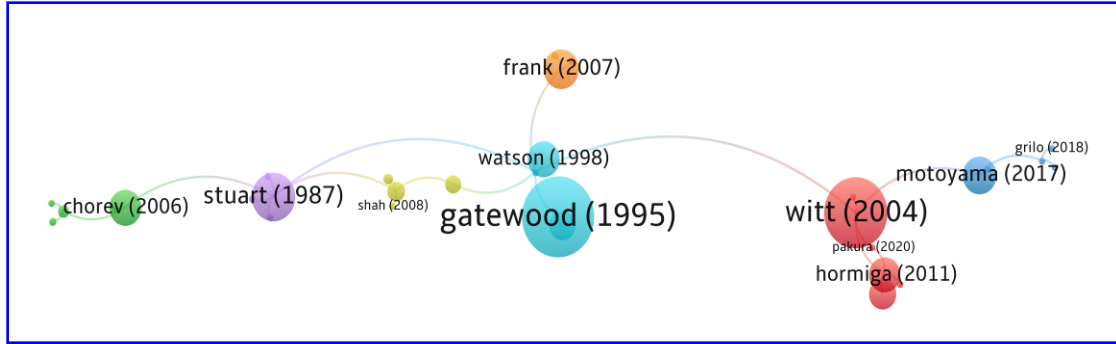 frank (2007)
watson (1998)
grilo (2018)
motoyama (2017)
chorev (2006)
stuart (1987)
shah (2008)
gatewood (1995)
witt (2004)
pakura (2020)
hormiga (2011)